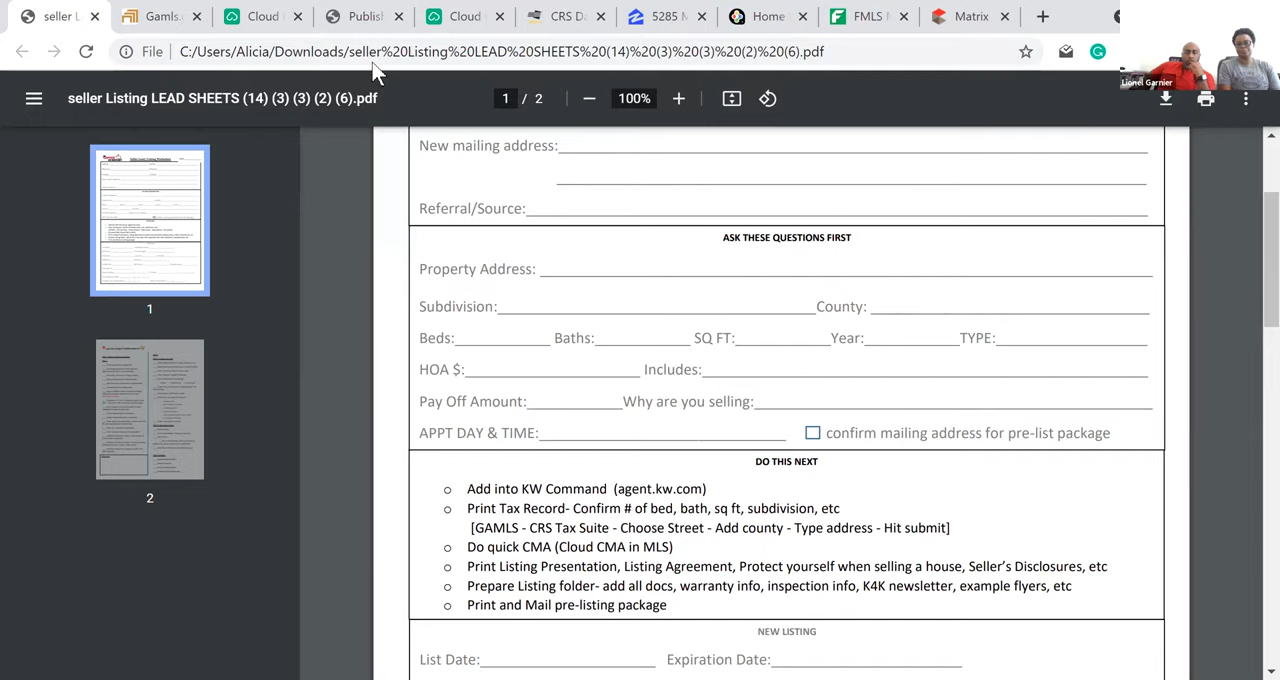 seller L
Gamls.c
Cloud
Publish
Cloud
CRS Da
5285 M
Home
FMLS M
Matrix
File
C:/Users/Alicia/Downloads/seller%20Listing%20LEAD%20SHEETS%20(14)%20(3)%20(3)%20(2)%20(6).pdf
Lionel Garnier
seller Listing LEAD SHEETS (14) (3) (3) (2) (6).pdf
1 / 2
100%
New mailing address:
Referral/Source:
ASK THESE QUESTIONS FIRST
Property Address:
Subdivision: County:
Beds: Baths: SQ FT: Year: TYPE:
HOA $: Includes:
Pay Off Amount: Why are you selling:
APPT DAY & TIME: confirm mailing address for pre-list package
DO THIS NEXT
Add into KW Command (agent.kw.com)
Print Tax Record- Confirm # of bed, bath, sq ft, subdivision, etc
[GAMLS - CRS Tax Suite - Choose Street - Add county - Type address - Hit submit]
Do quick CMA (Cloud CMA in MLS)
Print Listing Presentation, Listing Agreement, Protect yourself when selling a house, Seller's Disclosures, etc
Prepare Listing folder- add all docs, warranty info, inspection info, K4K newsletter, example flyers, etc
Print and Mail pre-listing package
NEW LISTING
List Date: Expiration Date:
1
2